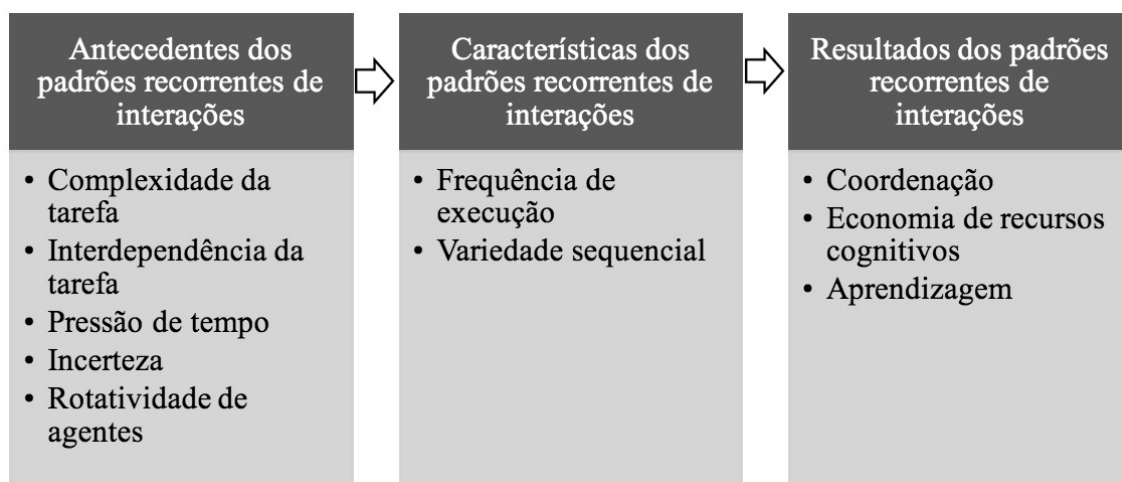 Antecedentes dos
padrões recorrentes de
interações
• Complexidade da
tarefa
• Interdependência da
tarefa
• Pressão de tempo
• Incerteza
• Rotatividade de
agentes
Características dos
padrões recorrentes de
interações
• Frequência de
execução
• Variedade sequencial
Resultados dos padrões
recorrentes de
interações
• Coordenação
• Economia de recursos
cognitivos
• Aprendizagem